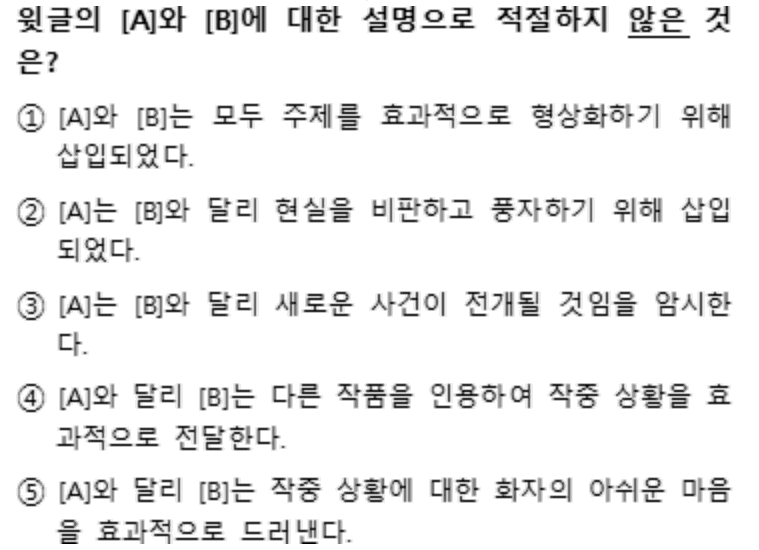 윗글의 [A]와 [B]에 대한 설명으로 적절하지 않은 것
은?
① [A]와 [B]는 모두 주제를 효과적으로 형상화하기 위해
삽입되었다.
② [A]는 [B]와 달리 현실을 비판하고 풍자하기 위해 삽입
되었다.
③ [A]는 [B]와 달리 새로운 사건이 전개될 것임을 암시한
다.
④ [A]와 달리 [B]는 다른 작품을 인용하여 작중 상황을 효
과적으로 전달한다.
⑤ [A]와 달리 [B]는 작중 상황에 대한 화자의 아쉬운 마음
을 효과적으로 드러낸다.